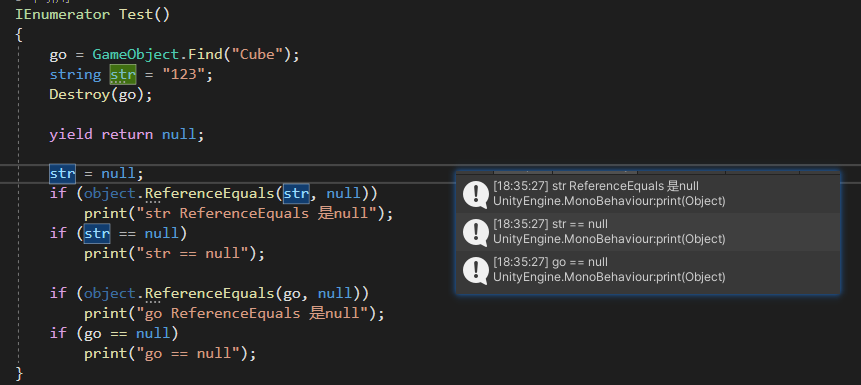 IEnumerator Test()
{
go = GameObject.Find("Cube");
string str = "123";
Destroy(go);
yield return null;
str = null;
if (object.ReferenceEquals(str, null))
print("str ReferenceEquals 是null");
if (str == null)
print("str == null");
if (object.ReferenceEquals(go, null))
print("go ReferenceEquals 是null");
if (go == null)
print("go == null");
}
[18:35:27] str ReferenceEquals 是null
UnityEngine.MonoBehaviour:print(Object)
[18:35:27] str == null
UnityEngine.MonoBehaviour:print(Object)
[18:35:27] go == null
UnityEngine.MonoBehaviour:print(Object)